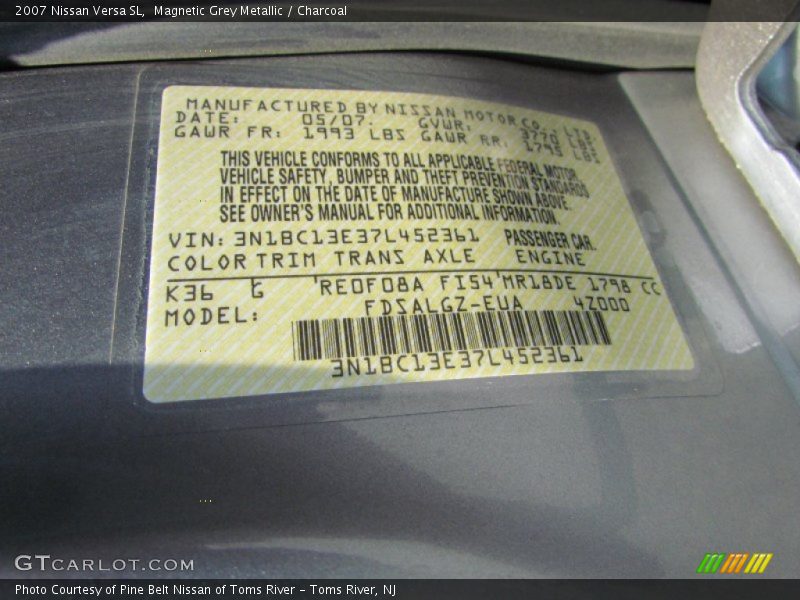 2007 Nissan Versa SL, Magnetic Grey Metallic / Charcoal
MANUFACTURED BY NISSAN MOTOR CO., LTD.
DATE: 05/07. GVWR: LBS
GAWR FR: 1993 LBS GAWR RR: 1795 LBS
THIS VEHICLE CONFORMS TO ALL APPLICABLE FEDERAL MOTOR
VEHICLE SAFETY, BUMPER AND THEFT PREVENTION STANDARDS
IN EFFECT ON THE DATE OF MANUFACTURE SHOWN ABOVE.
SEE OWNER'S MANUAL FOR ADDITIONAL INFORMATION.
VIN: 3N1BC13E37L452361 PASSENGER CAR.
COLOR TRIM TRANS AXLE ENGINE
K36 G RE0F08A FI54 MR18DE 1798 CC
MODEL: FDSALGZ-EUA 4Z000
3N1BC13E37L452361
GTCARLOT.COM
Photo Courtesy of Pine Belt Nissan of Toms River – Toms River, NJ